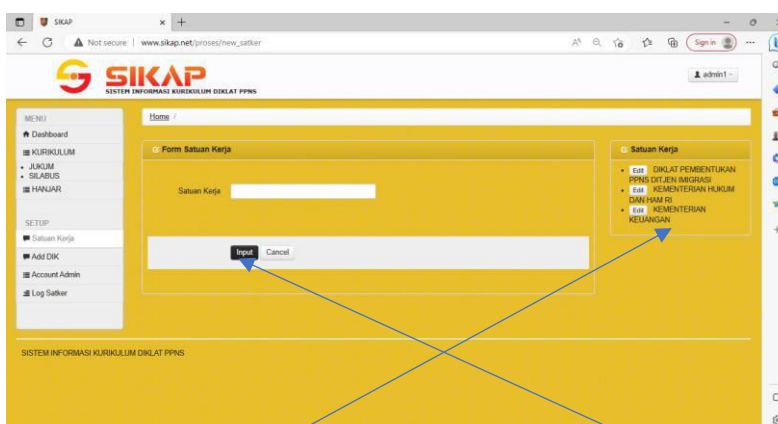 SIKAP
Not secure www.sikap.net/proses/new_satker
Sign in
SIKAP
SISTEM INFORMASI KURIKULUM DIKLAT PPNS
admin1
MENU
Dashboard
KURIKULUM
JUKUM
SILABUS
HANJAR
SETUP
Satuan Kerja
Add DIK
Account Admin
Log Satker
Home /
Form Satuan Kerja
Satuan Kerja
Input Cancel
Satuan Kerja
Edit DIKLAT PEMBENTUKAN
PPNS DITJEN IMIGRASI
Edit KEMENTERIAN HUKUM
DAN HAM RI
Edit KEMENTERIAN
KEUANGAN
SISTEM INFORMASI KURIKULUM DIKLAT PPNS